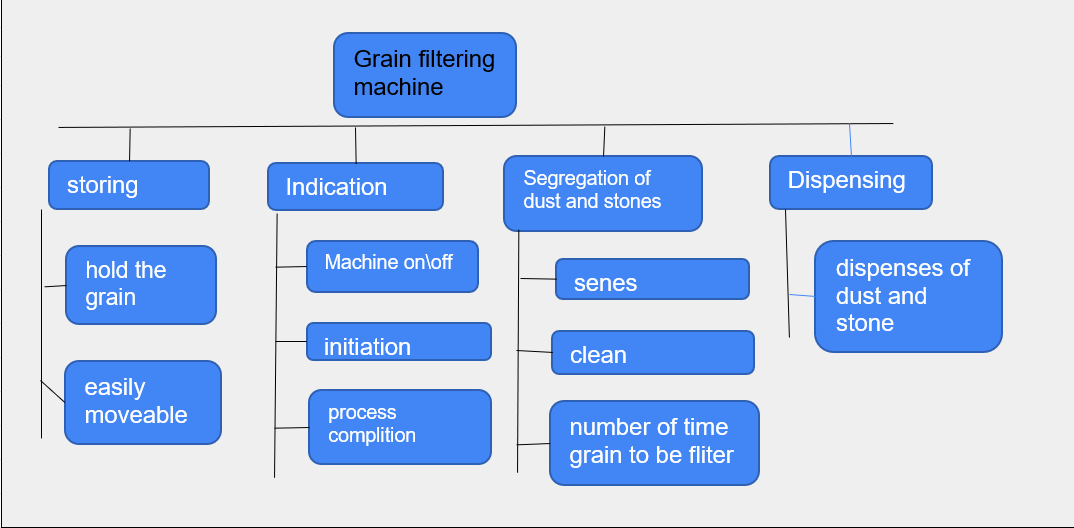 Grain filtering
machine
storing
hold the
grain
easily
moveable
Indication
Machine on\off
initiation
process
complition
Segregation of
dust and stones
senes
clean
number of time
grain to be fliter
Dispensing
dispenses of
dust and
stone